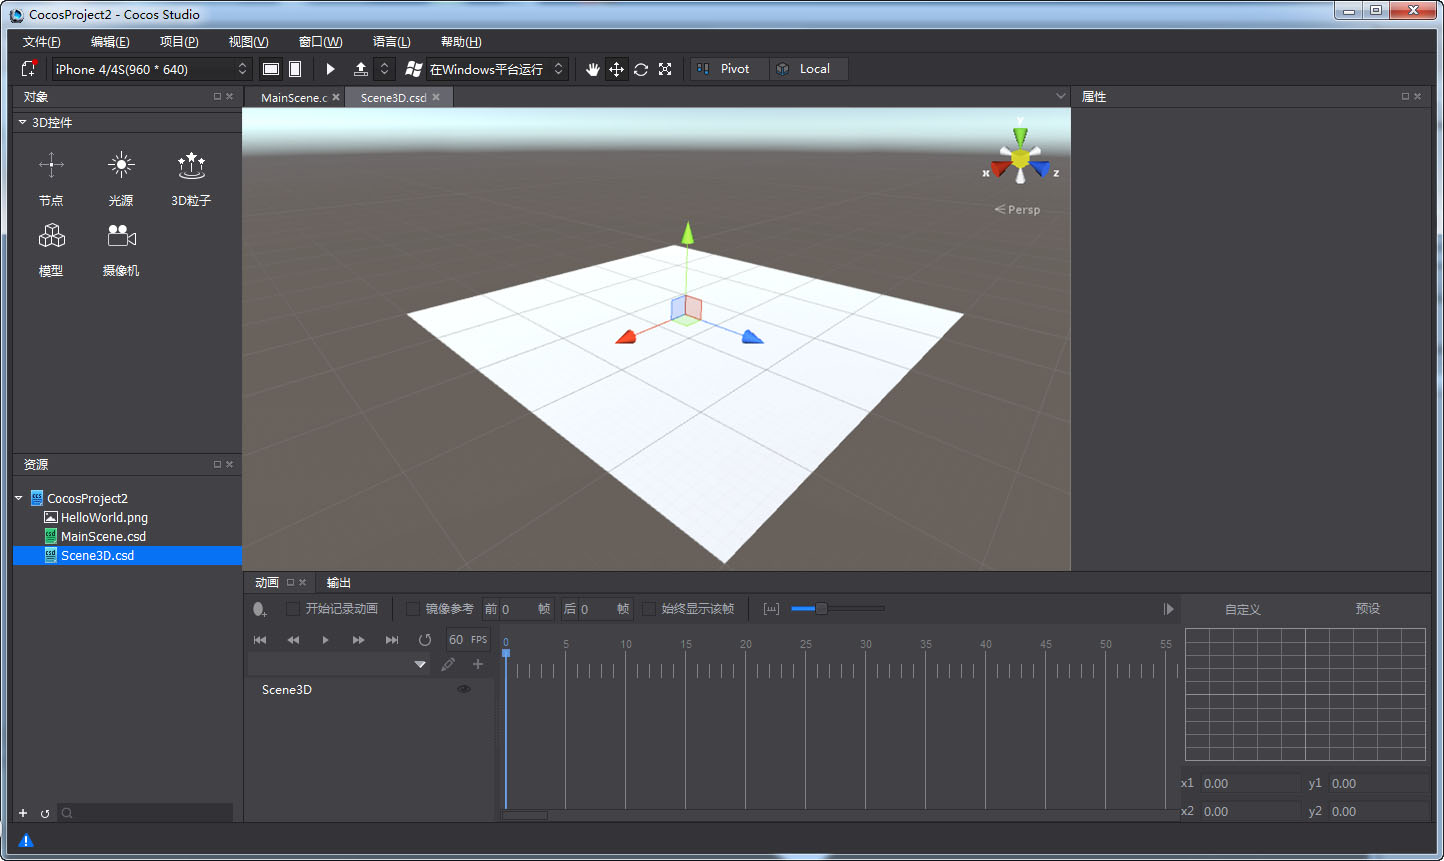 CocosProject2 - Cocos Studio
文件(F) 编辑(E) 项目(P) 视图(V) 窗口(W) 语言(L) 帮助(H)
iPhone 4/4S(960 * 640) 在Windows平台运行 Pivot Local
对象
3D控件
节点 光源 3D粒子
模型 摄像机
MainScene.c Scene3D.csd
y
x z
Persp
属性
资源
CocosProject2
HelloWorld.png
MainScene.csd
Scene3D.csd
动画 输出
开始记录动画 镜像参考 前 0 帧 后 0 帧 始终显示该帧
自定义 预设
60 FPS
0 5 10 15 20 25 30 35 40 45 50 55
Scene3D
x1 0.00 y1 0.00
x2 0.00 y2 0.00